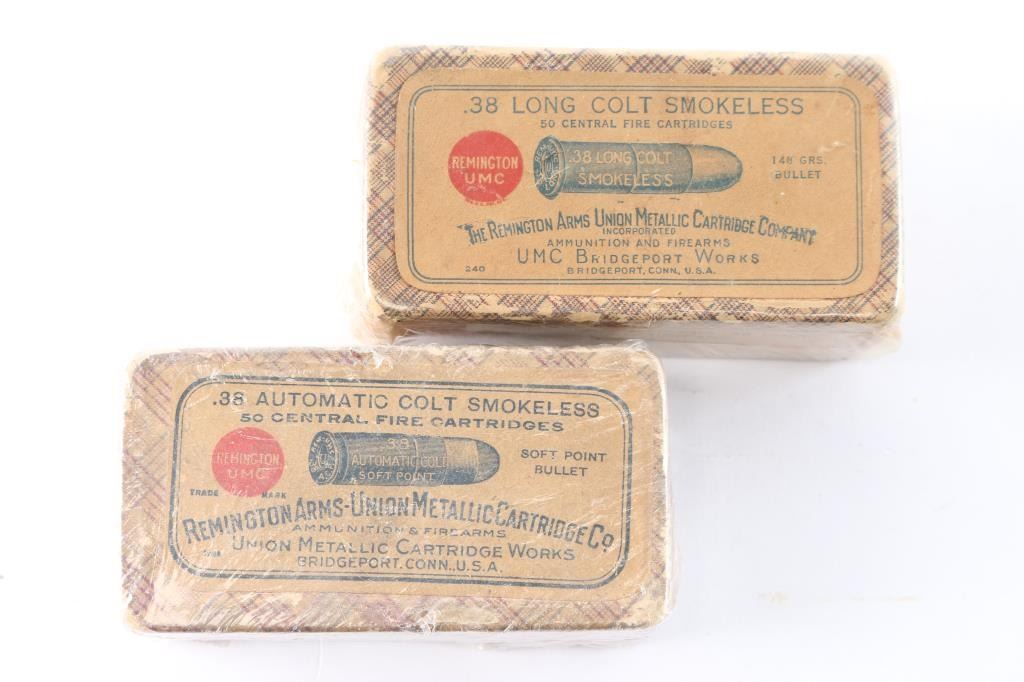 .38 LONG COLT SMOKELESS
50 CENTRAL FIRE CARTRIDGES
REMINGTON
UMC
.38 LONG COLT
SMOKELESS
148 GRS.
BULLET
THE REMINGTON ARMS UNION METALLIC CARTRIDGE COMPANY
INCORPORATED
AMMUNITION AND FIREARMS
UMC BRIDGEPORT WORKS
240
BRIDGEPORT, CONN., U.S.A.
.38 AUTOMATIC COLT SMOKELESS
50 CENTRAL FIRE CARTRIDGES
REMINGTON
UMC
TRADE MARK
.38
AUTOMATIC COLT
SOFT POINT
SOFT POINT
BULLET
REMINGTON ARMS-UNION METALLIC CARTRIDGE CO
AMMUNITION & FIREARMS
UNION METALLIC CARTRIDGE WORKS
BRIDGEPORT, CONN., U.S.A.